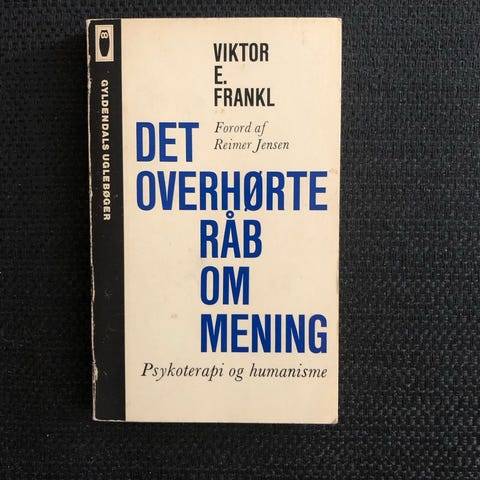 VIKTOR
E.
FRANKL
Forord af
Reimer Jensen
DET
OVERHØRTE
RÅB
OM
MENING
Psykoterapi og humanisme
GYLDENDALS UGLEBØGER